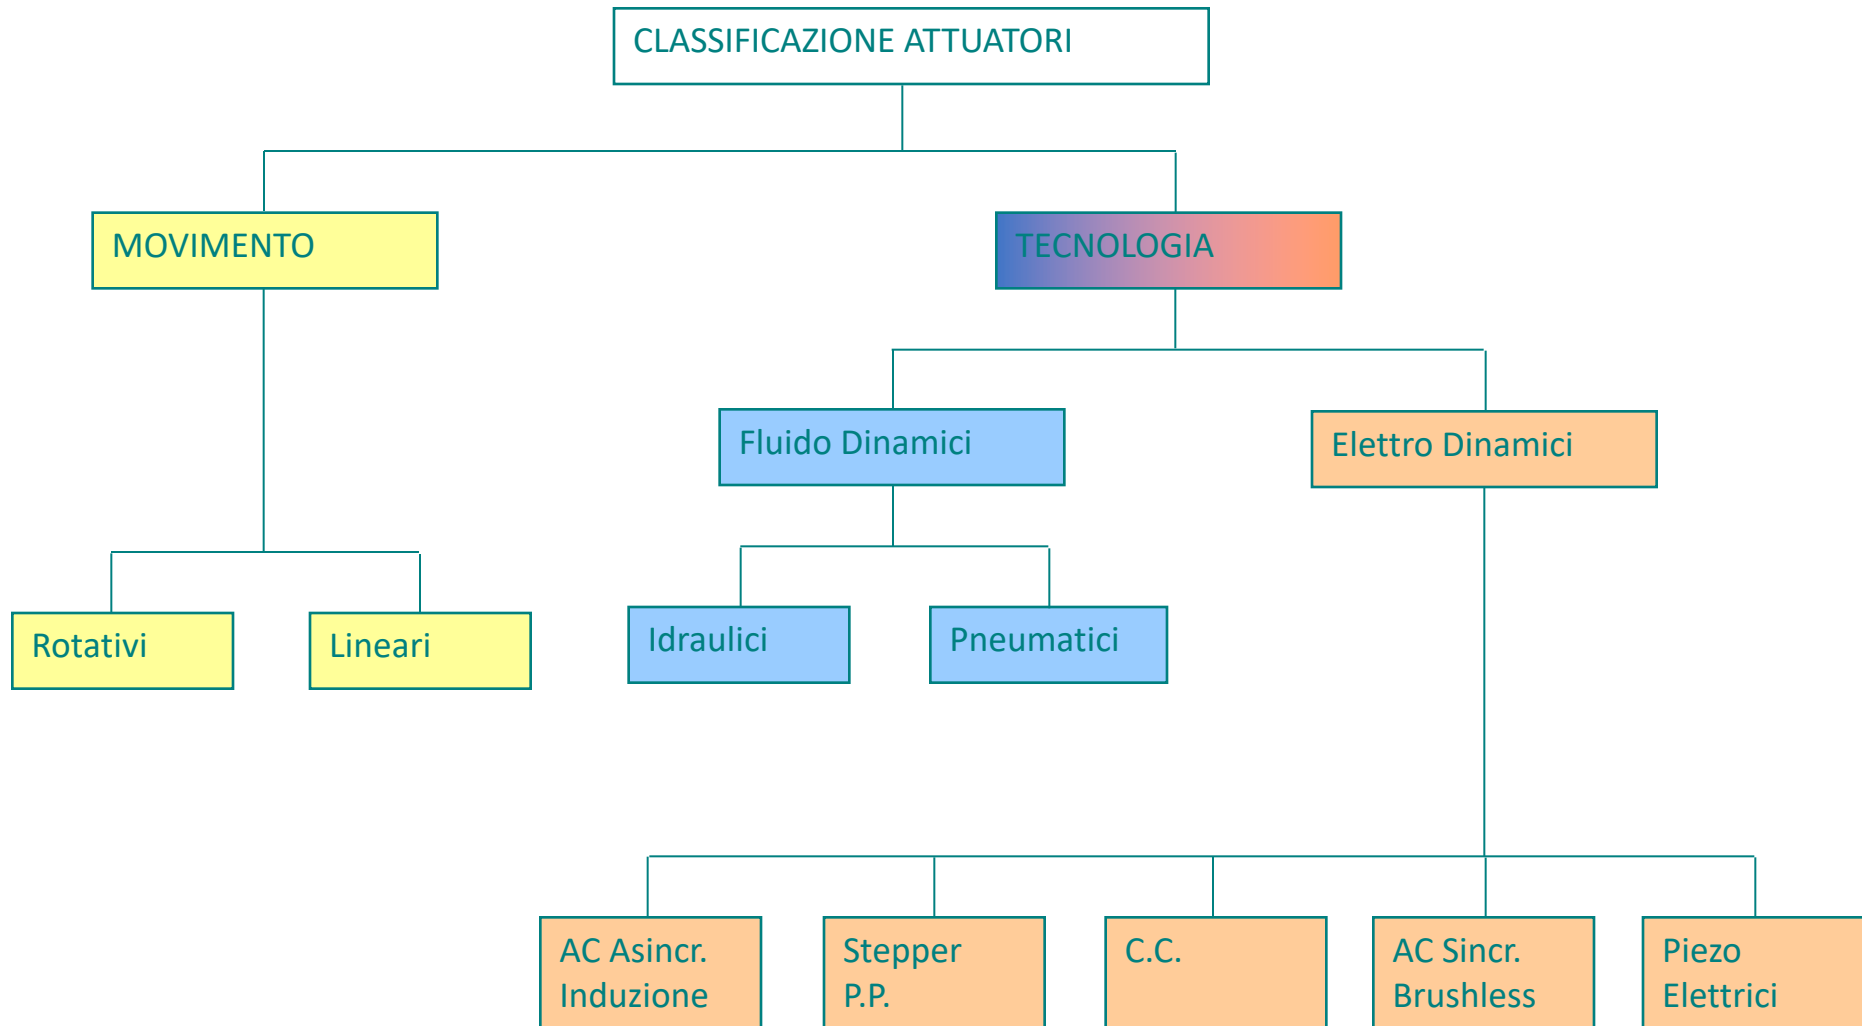 CLASSIFICAZIONE ATTUATORI
MOVIMENTO
TECNOLOGIA
Fluido Dinamici
Elettro Dinamici
Rotativi
Lineari
Idraulici
Pneumatici
AC Asincr.
Induzione
Stepper
P.P.
C.C.
AC Sincr.
Brushless
Piezo
Elettrici